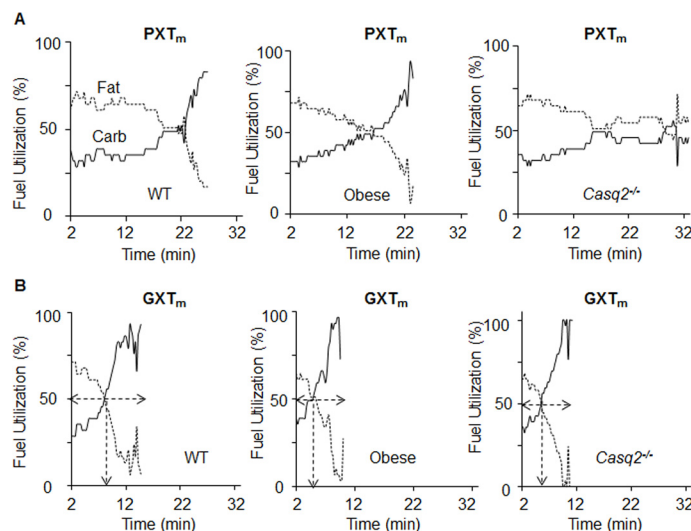 A
PXTm PXTm PXTm
Fuel Utilization (%) 100 50 0 Fat Carb WT
2 12 22 32
Time (min)
Fuel Utilization (%) 100 50 0 Obese
2 12 22 32
Time (min)
Fuel Utilization (%) 100 50 0 Casq2-/-
2 12 22 32
Time (min)
B
GXTm GXTm GXTm
Fuel Utilization (%) 100 50 0 WT
2 12 22 32
Time (min)
Fuel Utilization (%) 100 50 0 Obese
2 12 22 32
Time (min)
Fuel Utilization (%) 100 50 0 Casq2-/-
2 12 22 32
Time (min)